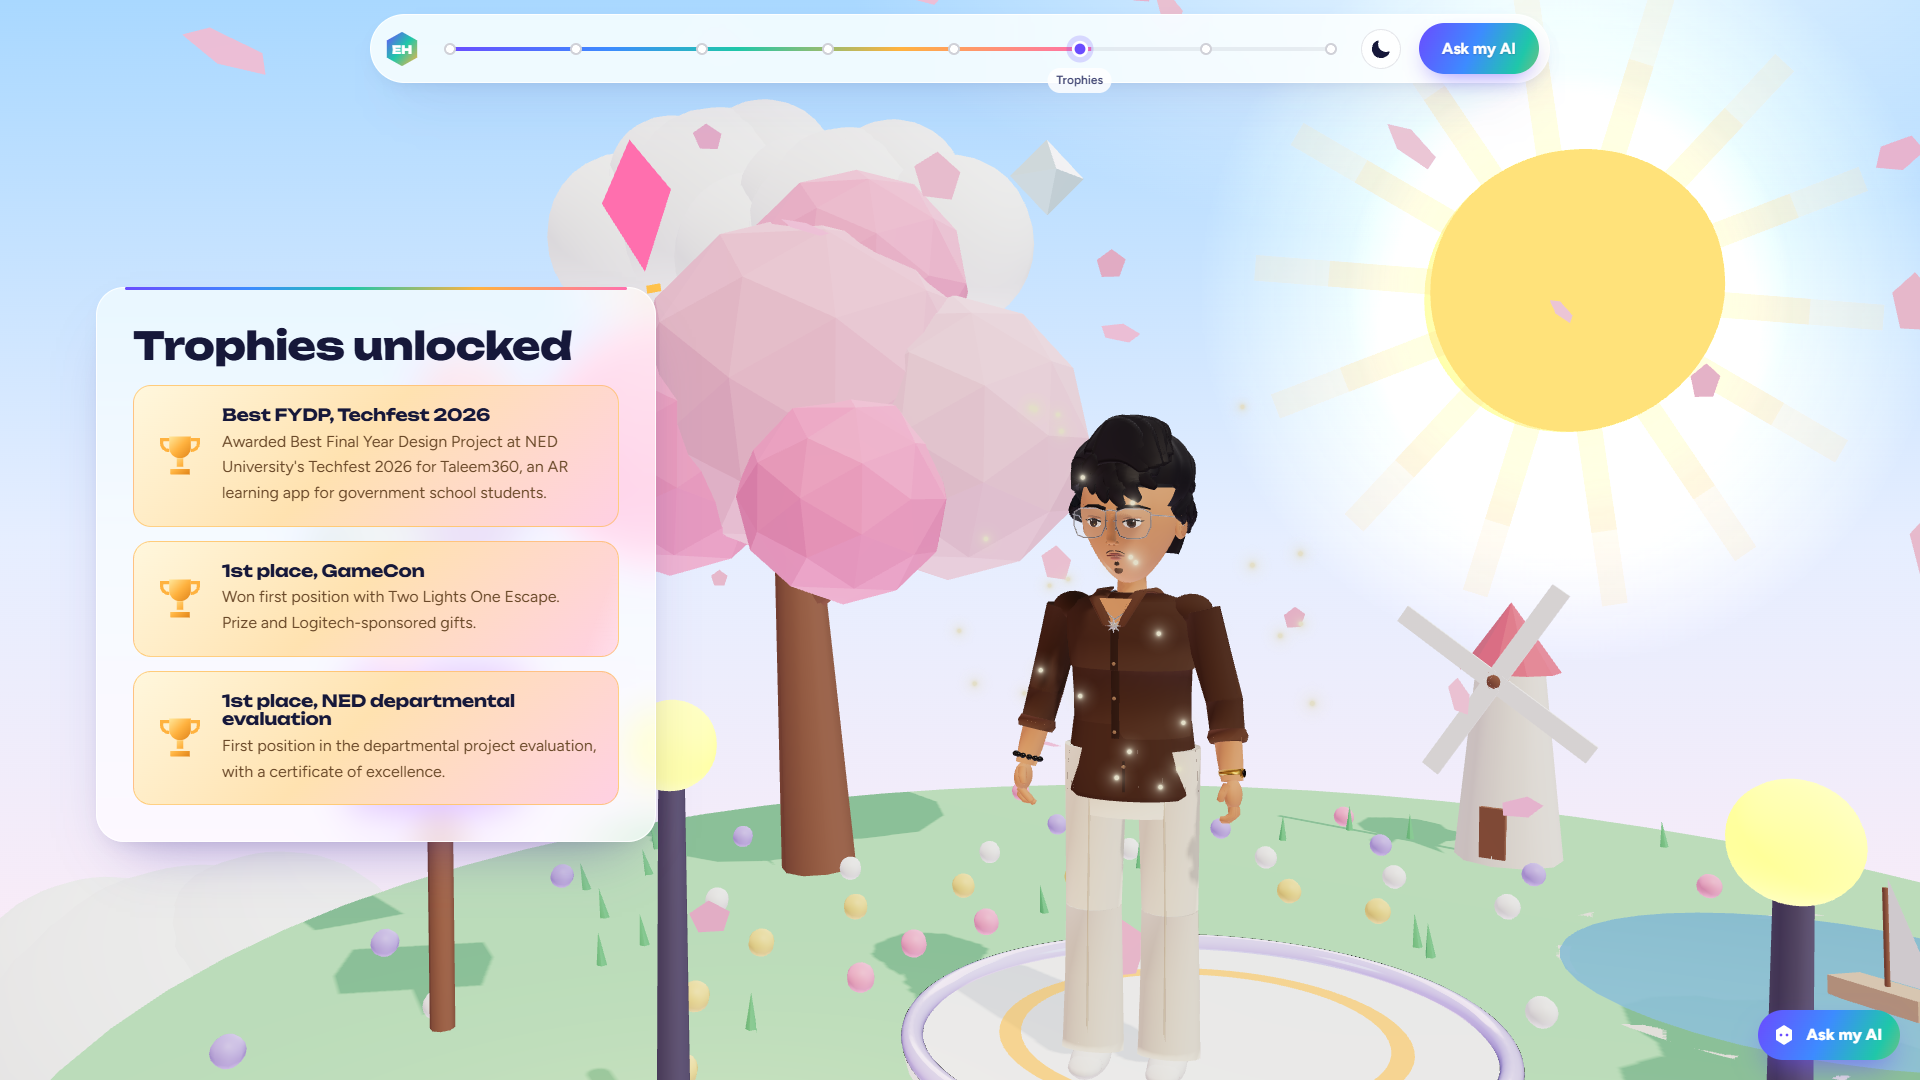 EH
Ask my AI
Trophies
Trophies unlocked
Best FYDP, Techfest 2026
Awarded Best Final Year Design Project at NED
University's Techfest 2026 for Taleem360, an AR
learning app for government school students.
1st place, GameCon
Won first position with Two Lights One Escape.
Prize and Logitech-sponsored gifts.
1st place, NED departmental
evaluation
First position in the departmental project evaluation,
with a certificate of excellence.
Ask my AI